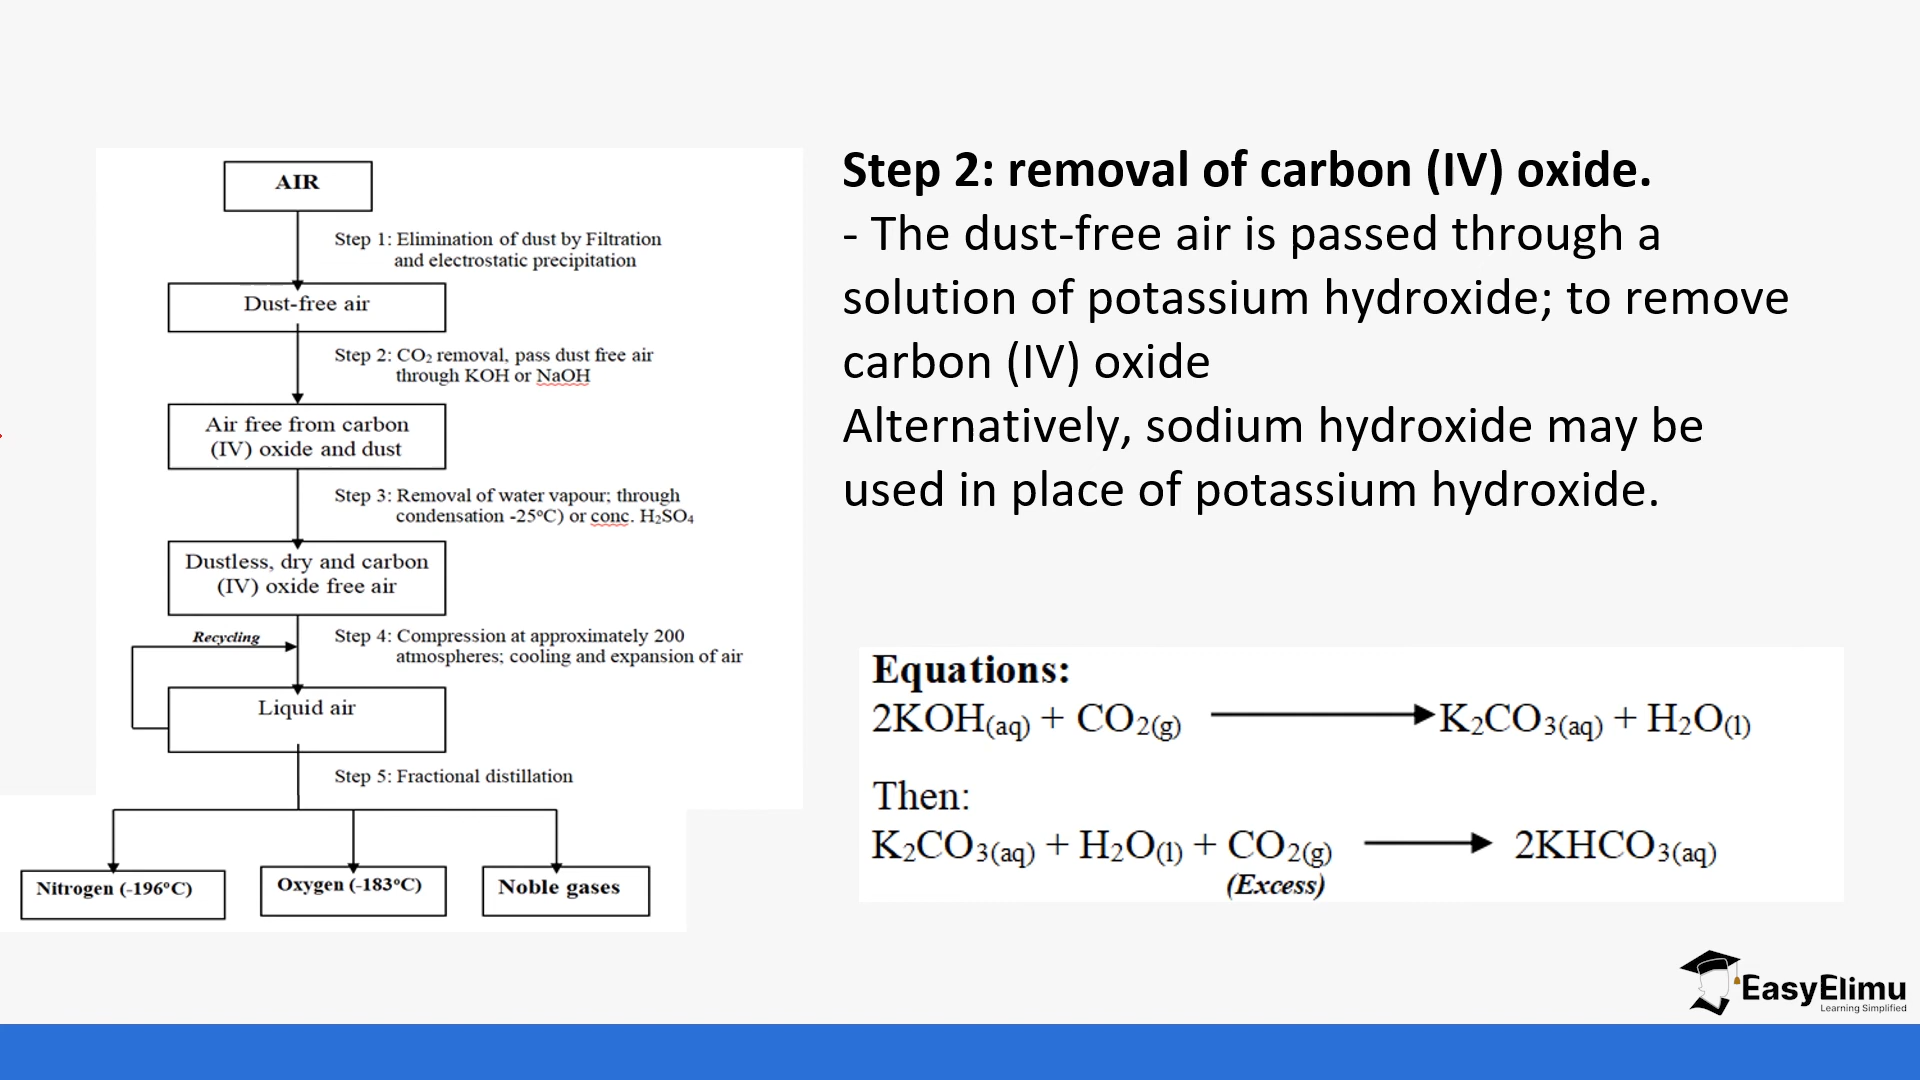 AIR
Step 1: Elimination of dust by Filtration
and electrostatic precipitation
Dust-free air
Step 2: CO₂ removal, pass dust free air
through KOH or NaOH
Air free from carbon
(IV) oxide and dust
Step 3: Removal of water vapour; through
condensation -25ºC) or conc. H₂SO₄
Dustless, dry and carbon
(IV) oxide free air
Recycling
Step 4: Compression at approximately 200
atmospheres; cooling and expansion of air
Liquid air
Step 5: Fractional distillation
Nitrogen (-196ºC)
Oxygen (-183ºC)
Noble gases
Step 2: removal of carbon (IV) oxide.
- The dust-free air is passed through a
solution of potassium hydroxide; to remove
carbon (IV) oxide
Alternatively, sodium hydroxide may be
used in place of potassium hydroxide.
Equations:
2KOH(aq) + CO₂(g) → K₂CO₃(aq) + H₂O(l)
Then:
K₂CO₃(aq) + H₂O(l) + CO₂(g) → 2KHCO₃(aq)
(Excess)
EasyElimu
Learning Simplified